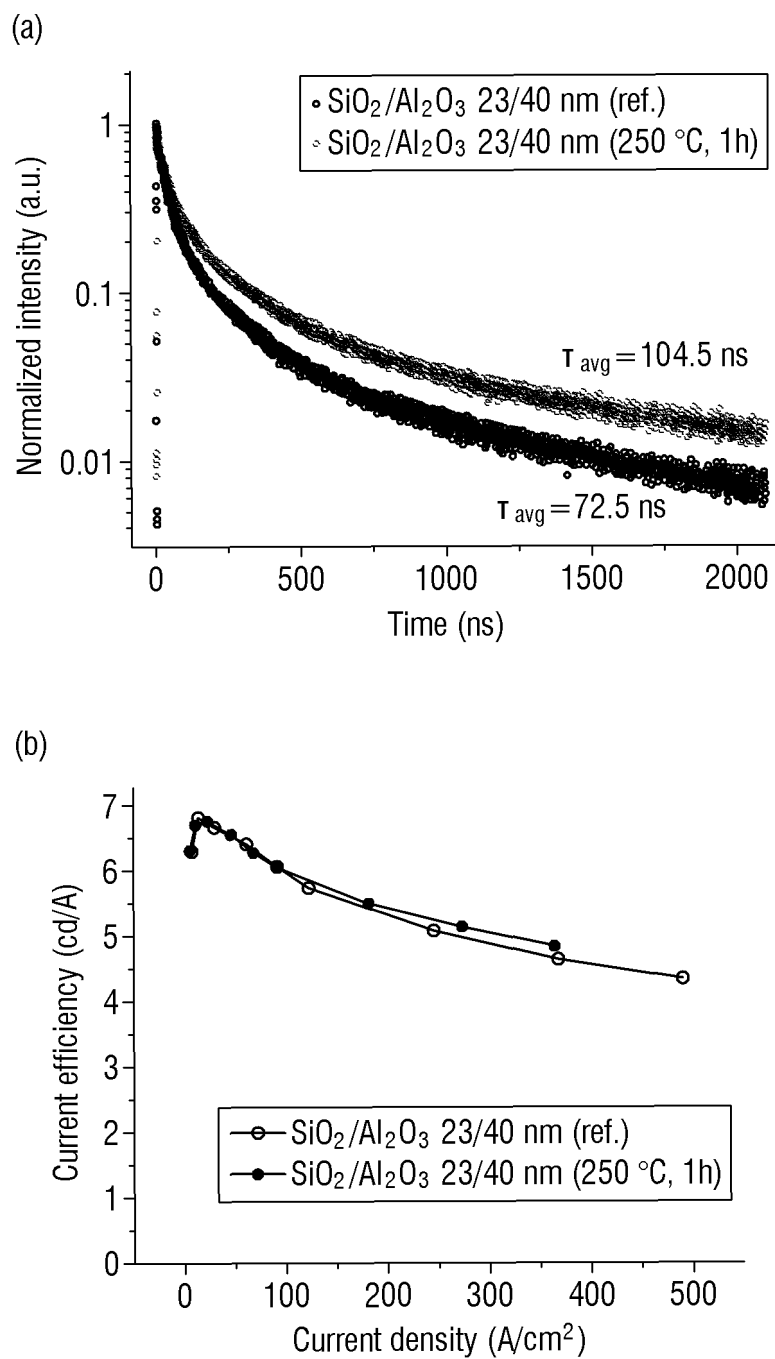 (a)
SiO₂/Al₂O₃ 23/40 nm (ref.)
SiO₂/Al₂O₃ 23/40 nm (250 °C, 1h)
1
0.1
0.01
Normalized intensity (a.u.)
τ avg = 104.5 ns
τ avg = 72.5 ns
0 500 1000 1500 2000
Time (ns)
(b)
7
6
5
4
3
2
1
0
Current efficiency (cd/A)
SiO₂/Al₂O₃ 23/40 nm (ref.)
SiO₂/Al₂O₃ 23/40 nm (250 °C, 1h)
0 100 200 300 400 500
Current density (A/cm²)